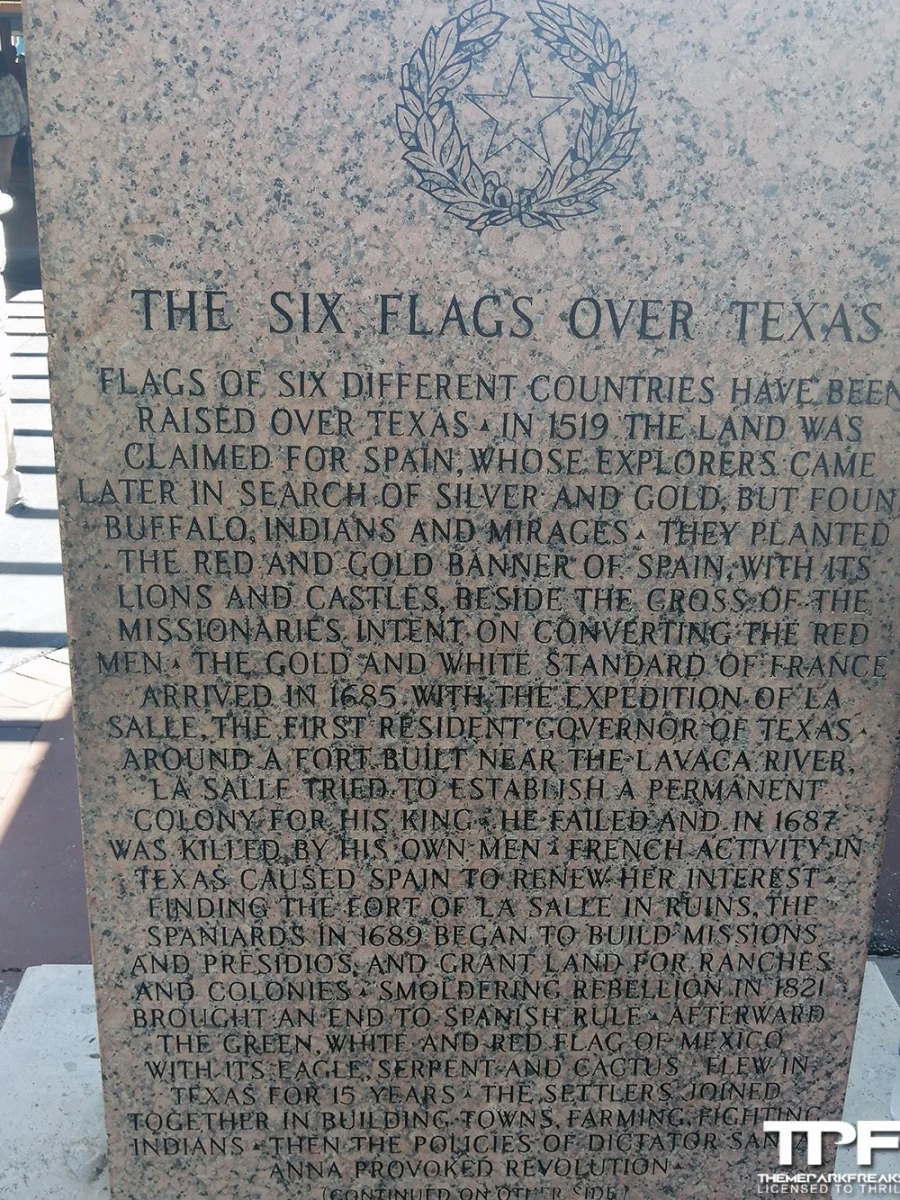 THE SIX FLAGS OVER TEXAS
FLAGS OF SIX DIFFERENT COUNTRIES HAVE BEEN
RAISED OVER TEXAS ▴ IN 1519 THE LAND WAS
CLAIMED FOR SPAIN, WHOSE EXPLORERS CAME
LATER IN SEARCH OF SILVER AND GOLD, BUT FOUN
BUFFALO, INDIANS AND MIRAGES ▴ THEY PLANTED
THE RED AND GOLD BANNER OF SPAIN, WITH ITS
LIONS AND CASTLES, BESIDE THE CROSS OF THE
MISSIONARIES INTENT ON CONVERTING THE RED
MEN ▴ THE GOLD AND WHITE STANDARD OF FRANCE
ARRIVED IN 1685 WITH THE EXPEDITION OF LA
SALLE, THE FIRST RESIDENT GOVERNOR OF TEXAS ▴
AROUND A FORT BUILT NEAR THE LAVACA RIVER,
LA SALLE TRIED TO ESTABLISH A PERMANENT
COLONY FOR HIS KING ▴ HE FAILED AND IN 1687
WAS KILLED BY HIS OWN MEN ▴ FRENCH ACTIVITY IN
TEXAS CAUSED SPAIN TO RENEW HER INTEREST ▴
FINDING THE FORT OF LA SALLE IN RUINS, THE
SPANIARDS IN 1689 BEGAN TO BUILD MISSIONS
AND PRESIDIOS, AND GRANT LAND FOR RANCHES
AND COLONIES ▴ SMOLDERING REBELLION IN 1821
BROUGHT AN END TO SPANISH RULE ▴ AFTERWARD
THE GREEN, WHITE AND RED FLAG OF MEXICO
WITH ITS EAGLE, SERPENT AND CACTUS FLEW IN
TEXAS FOR 15 YEARS ▴ THE SETTLERS JOINED
TOGETHER IN BUILDING TOWNS, FARMING, FIGHTING
INDIANS ▴ THEN THE POLICIES OF DICTATOR SANTA
ANNA PROVOKED REVOLUTION ▴
(CONTINUED ON OTHER SIDE)
TPF
THEMEPARKFREAKS
LICENSED TO THRIL